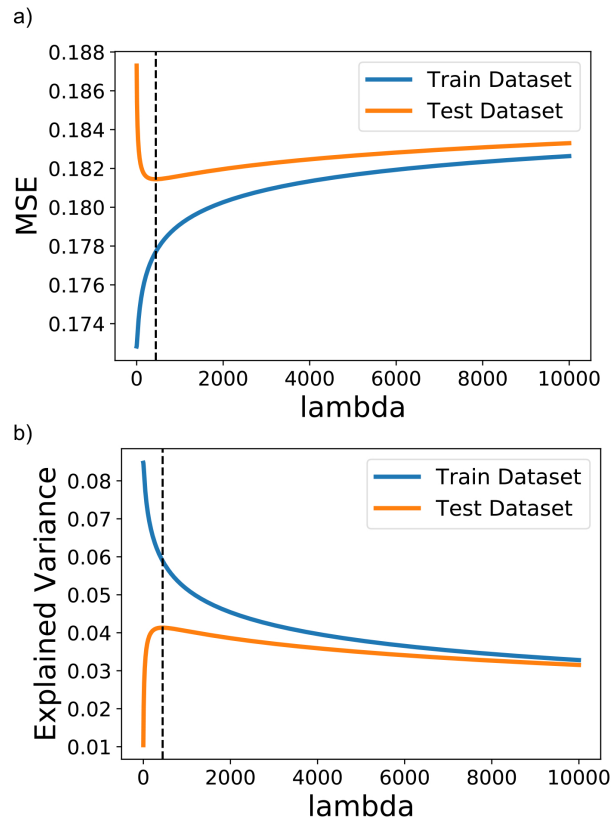 a)
0.188
0.186
0.184
0.182
0.180
0.178
0.176
0.174
MSE
Train Dataset
Test Dataset
0 2000 4000 6000 8000 10000
lambda
b)
0.08
0.07
0.06
0.05
0.04
0.03
0.02
0.01
Explained Variance
Train Dataset
Test Dataset
0 2000 4000 6000 8000 10000
lambda